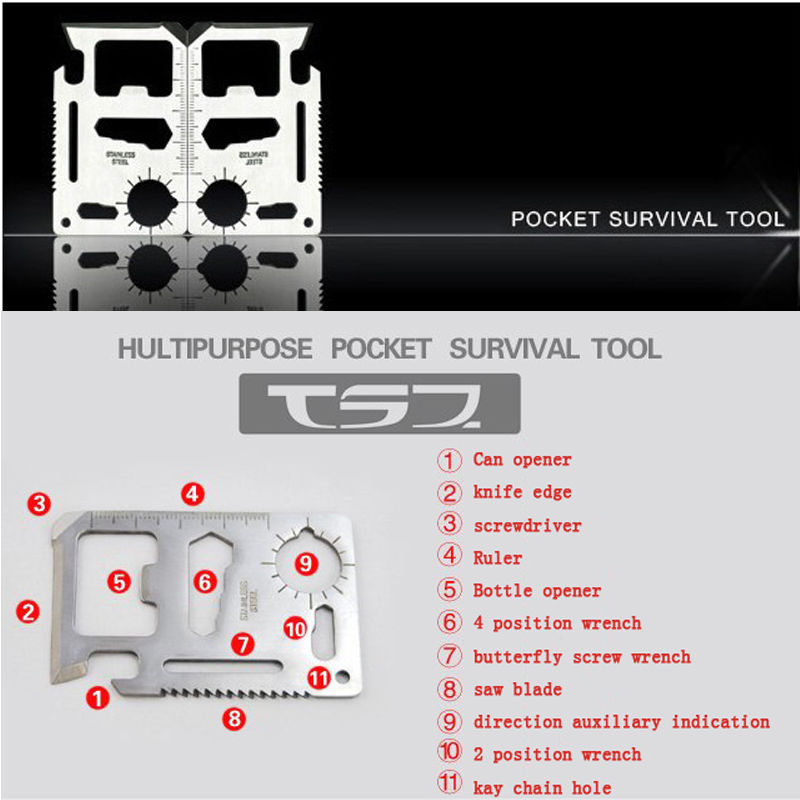 STAINLESS
STEEL
POCKET SURVIVAL TOOL
HULTIPURPOSE POCKET SURVIVAL TOOL
1 Can opener
2 knife edge
3 screwdriver
4 Ruler
5 Bottle opener
6 4 position wrench
7 butterfly screw wrench
8 saw blade
9 direction auxiliary indication
10 2 position wrench
11 kay chain hole
3
4
2
5
6
9
STAINLESS
STEEL
10
7
11
1
8